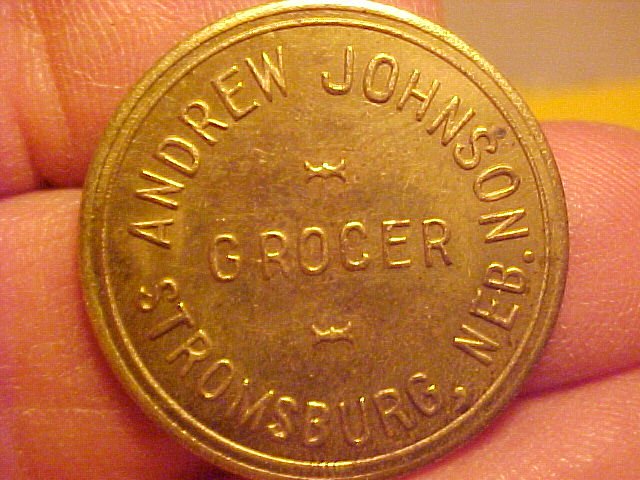 ANDREW JOHNSON
GROCER
STROMSBURG, NEB.